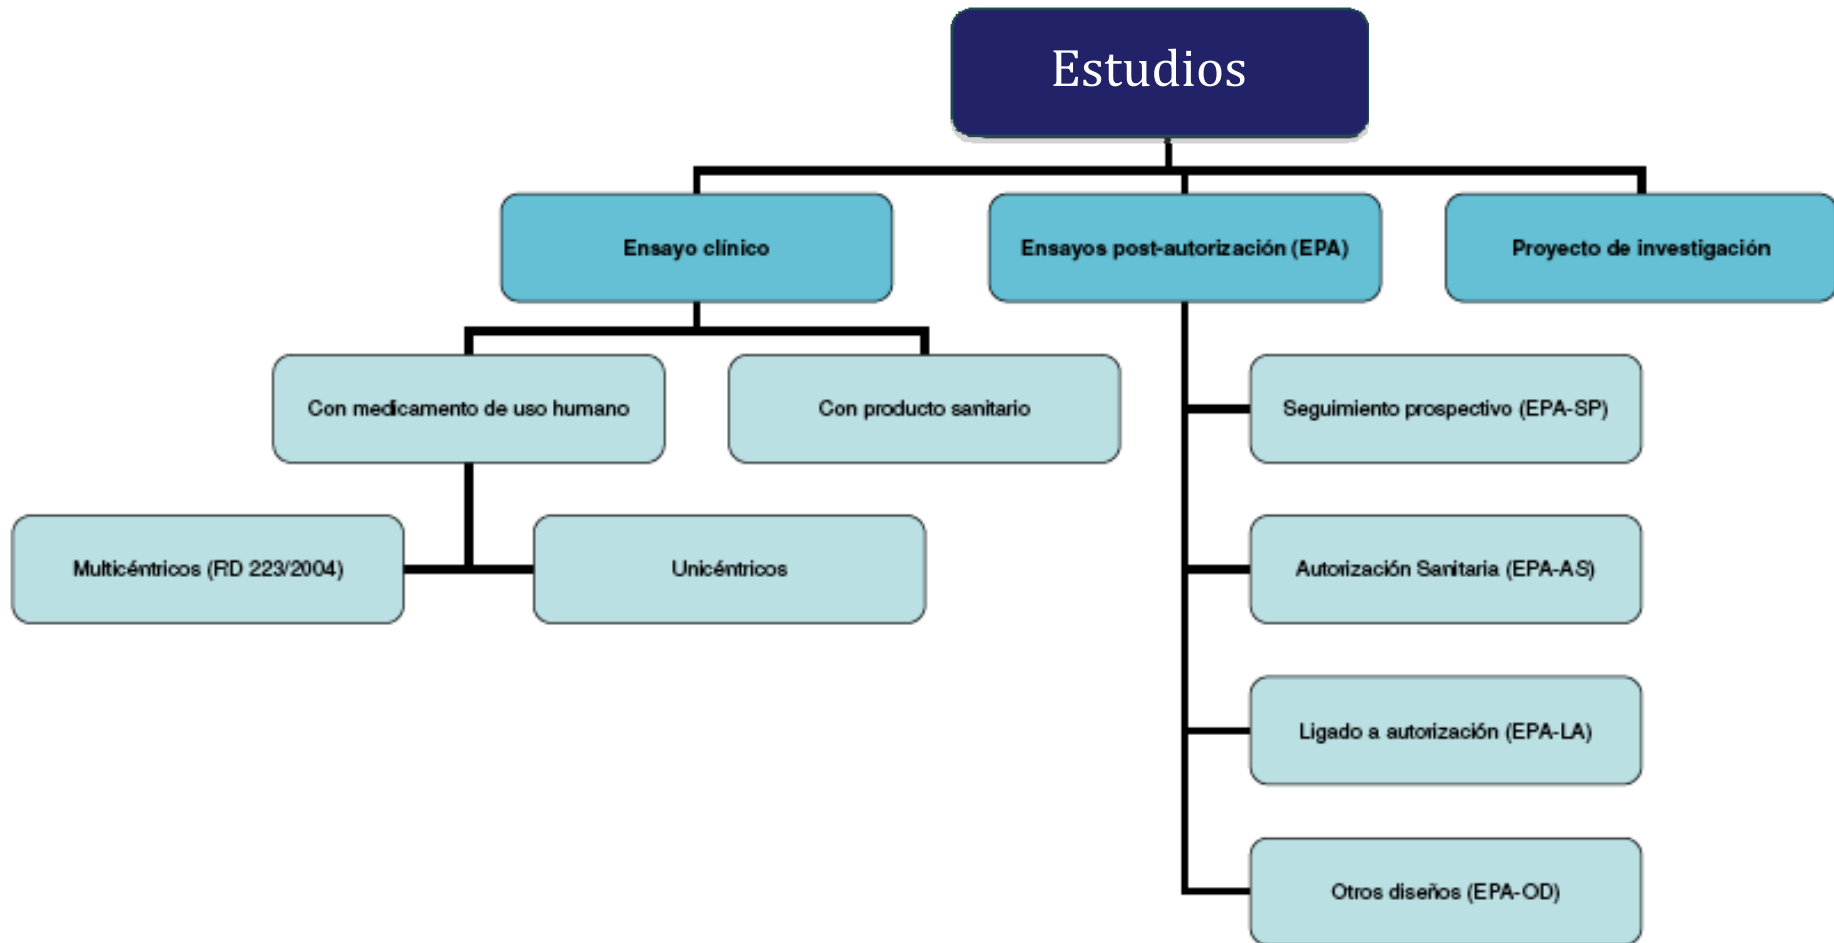 Estudios
Ensayo clínico
Ensayos post-autorización (EPA)
Proyecto de investigación
Con medicamento de uso humano
Con producto sanitario
Seguimiento prospectivo (EPA-SP)
Multicéntricos (RD 223/2004)
Unicéntricos
Autorización Sanitaria (EPA-AS)
Ligado a autorización (EPA-LA)
Otros diseños (EPA-OD)